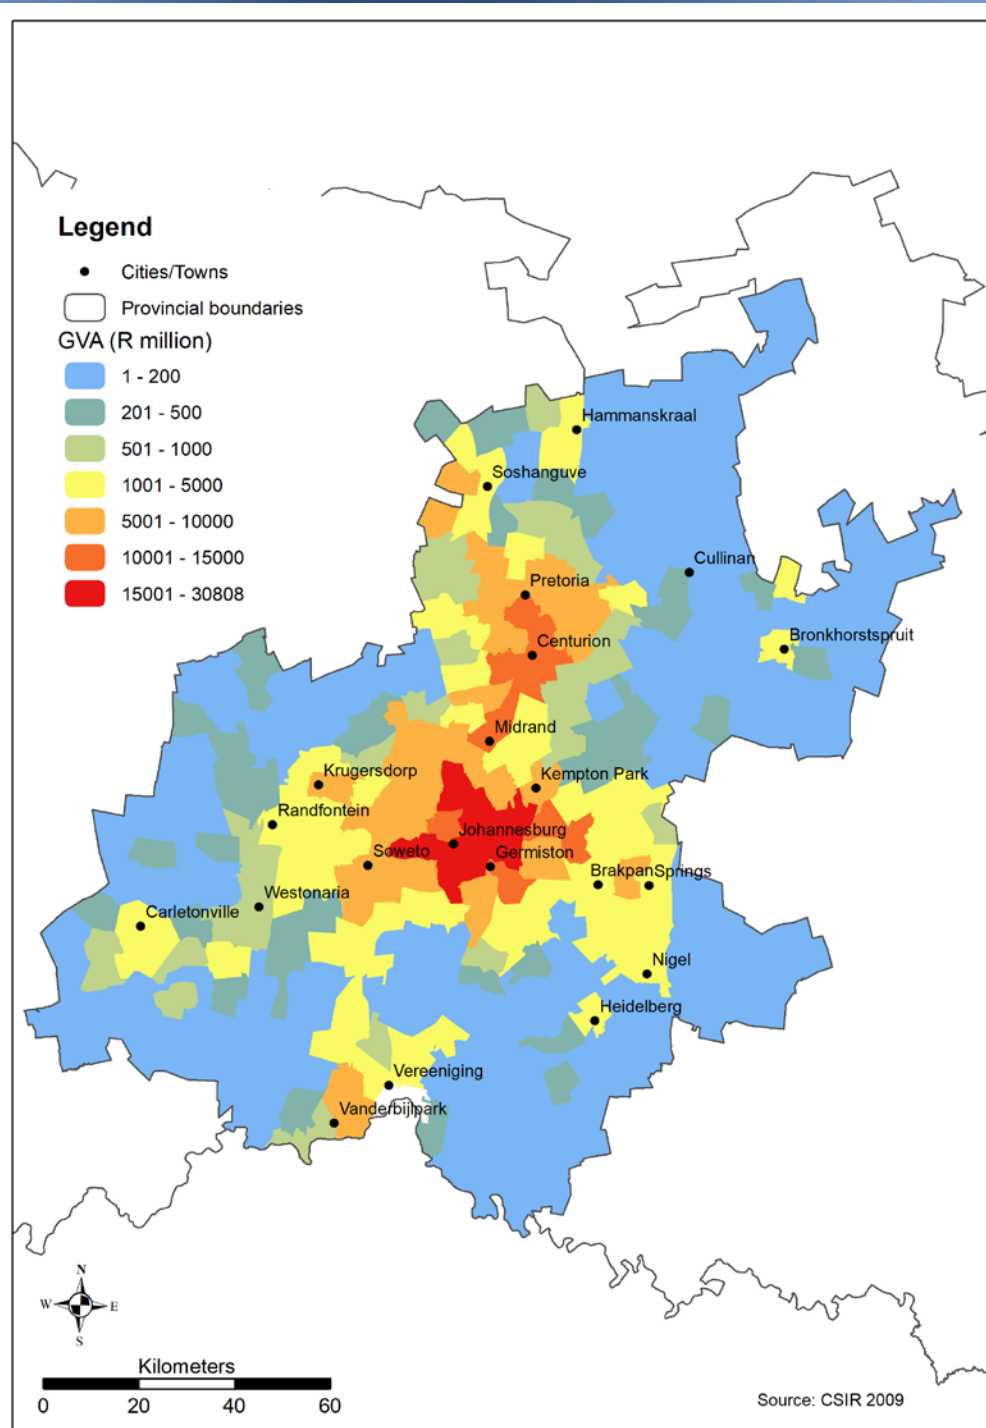 Legend
Cities/Towns
Provincial boundaries
GVA (R million)
1 - 200
201 - 500
501 - 1000
1001 - 5000
5001 - 10000
10001 - 15000
15001 - 30808
Hammanskraal
Soshanguve
Cullinan
Pretoria
Bronkhorstspruit
Centurion
Midrand
Krugersdorp
Kempton Park
Randfontein
Johannesburg
Soweto
Germiston
Brakpan
Springs
Westonaria
Carletonville
Nigel
Heidelberg
Vereeniging
Vanderbijlpark
N
W
E
S
Kilometers
0 20 40 60
Source: CSIR 2009